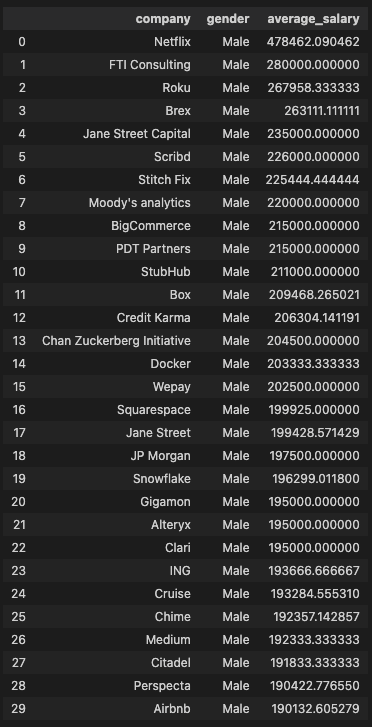 company gender average_salary
0 Netflix Male 478462.090462
1 FTI Consulting Male 280000.000000
2 Roku Male 267958.333333
3 Brex Male 263111.111111
4 Jane Street Capital Male 235000.000000
5 Scribd Male 226000.000000
6 Stitch Fix Male 225444.444444
7 Moody's analytics Male 220000.000000
8 BigCommerce Male 215000.000000
9 PDT Partners Male 215000.000000
10 StubHub Male 211000.000000
11 Box Male 209468.265021
12 Credit Karma Male 206304.141191
13 Chan Zuckerberg Initiative Male 204500.000000
14 Docker Male 203333.333333
15 Wepay Male 202500.000000
16 Squarespace Male 199925.000000
17 Jane Street Male 199428.571429
18 JP Morgan Male 197500.000000
19 Snowflake Male 196299.011800
20 Gigamon Male 195000.000000
21 Alteryx Male 195000.000000
22 Clari Male 195000.000000
23 ING Male 193666.666667
24 Cruise Male 193284.555310
25 Chime Male 192357.142857
26 Medium Male 192333.333333
27 Citadel Male 191833.333333
28 Perspecta Male 190422.776550
29 Airbnb Male 190132.605279